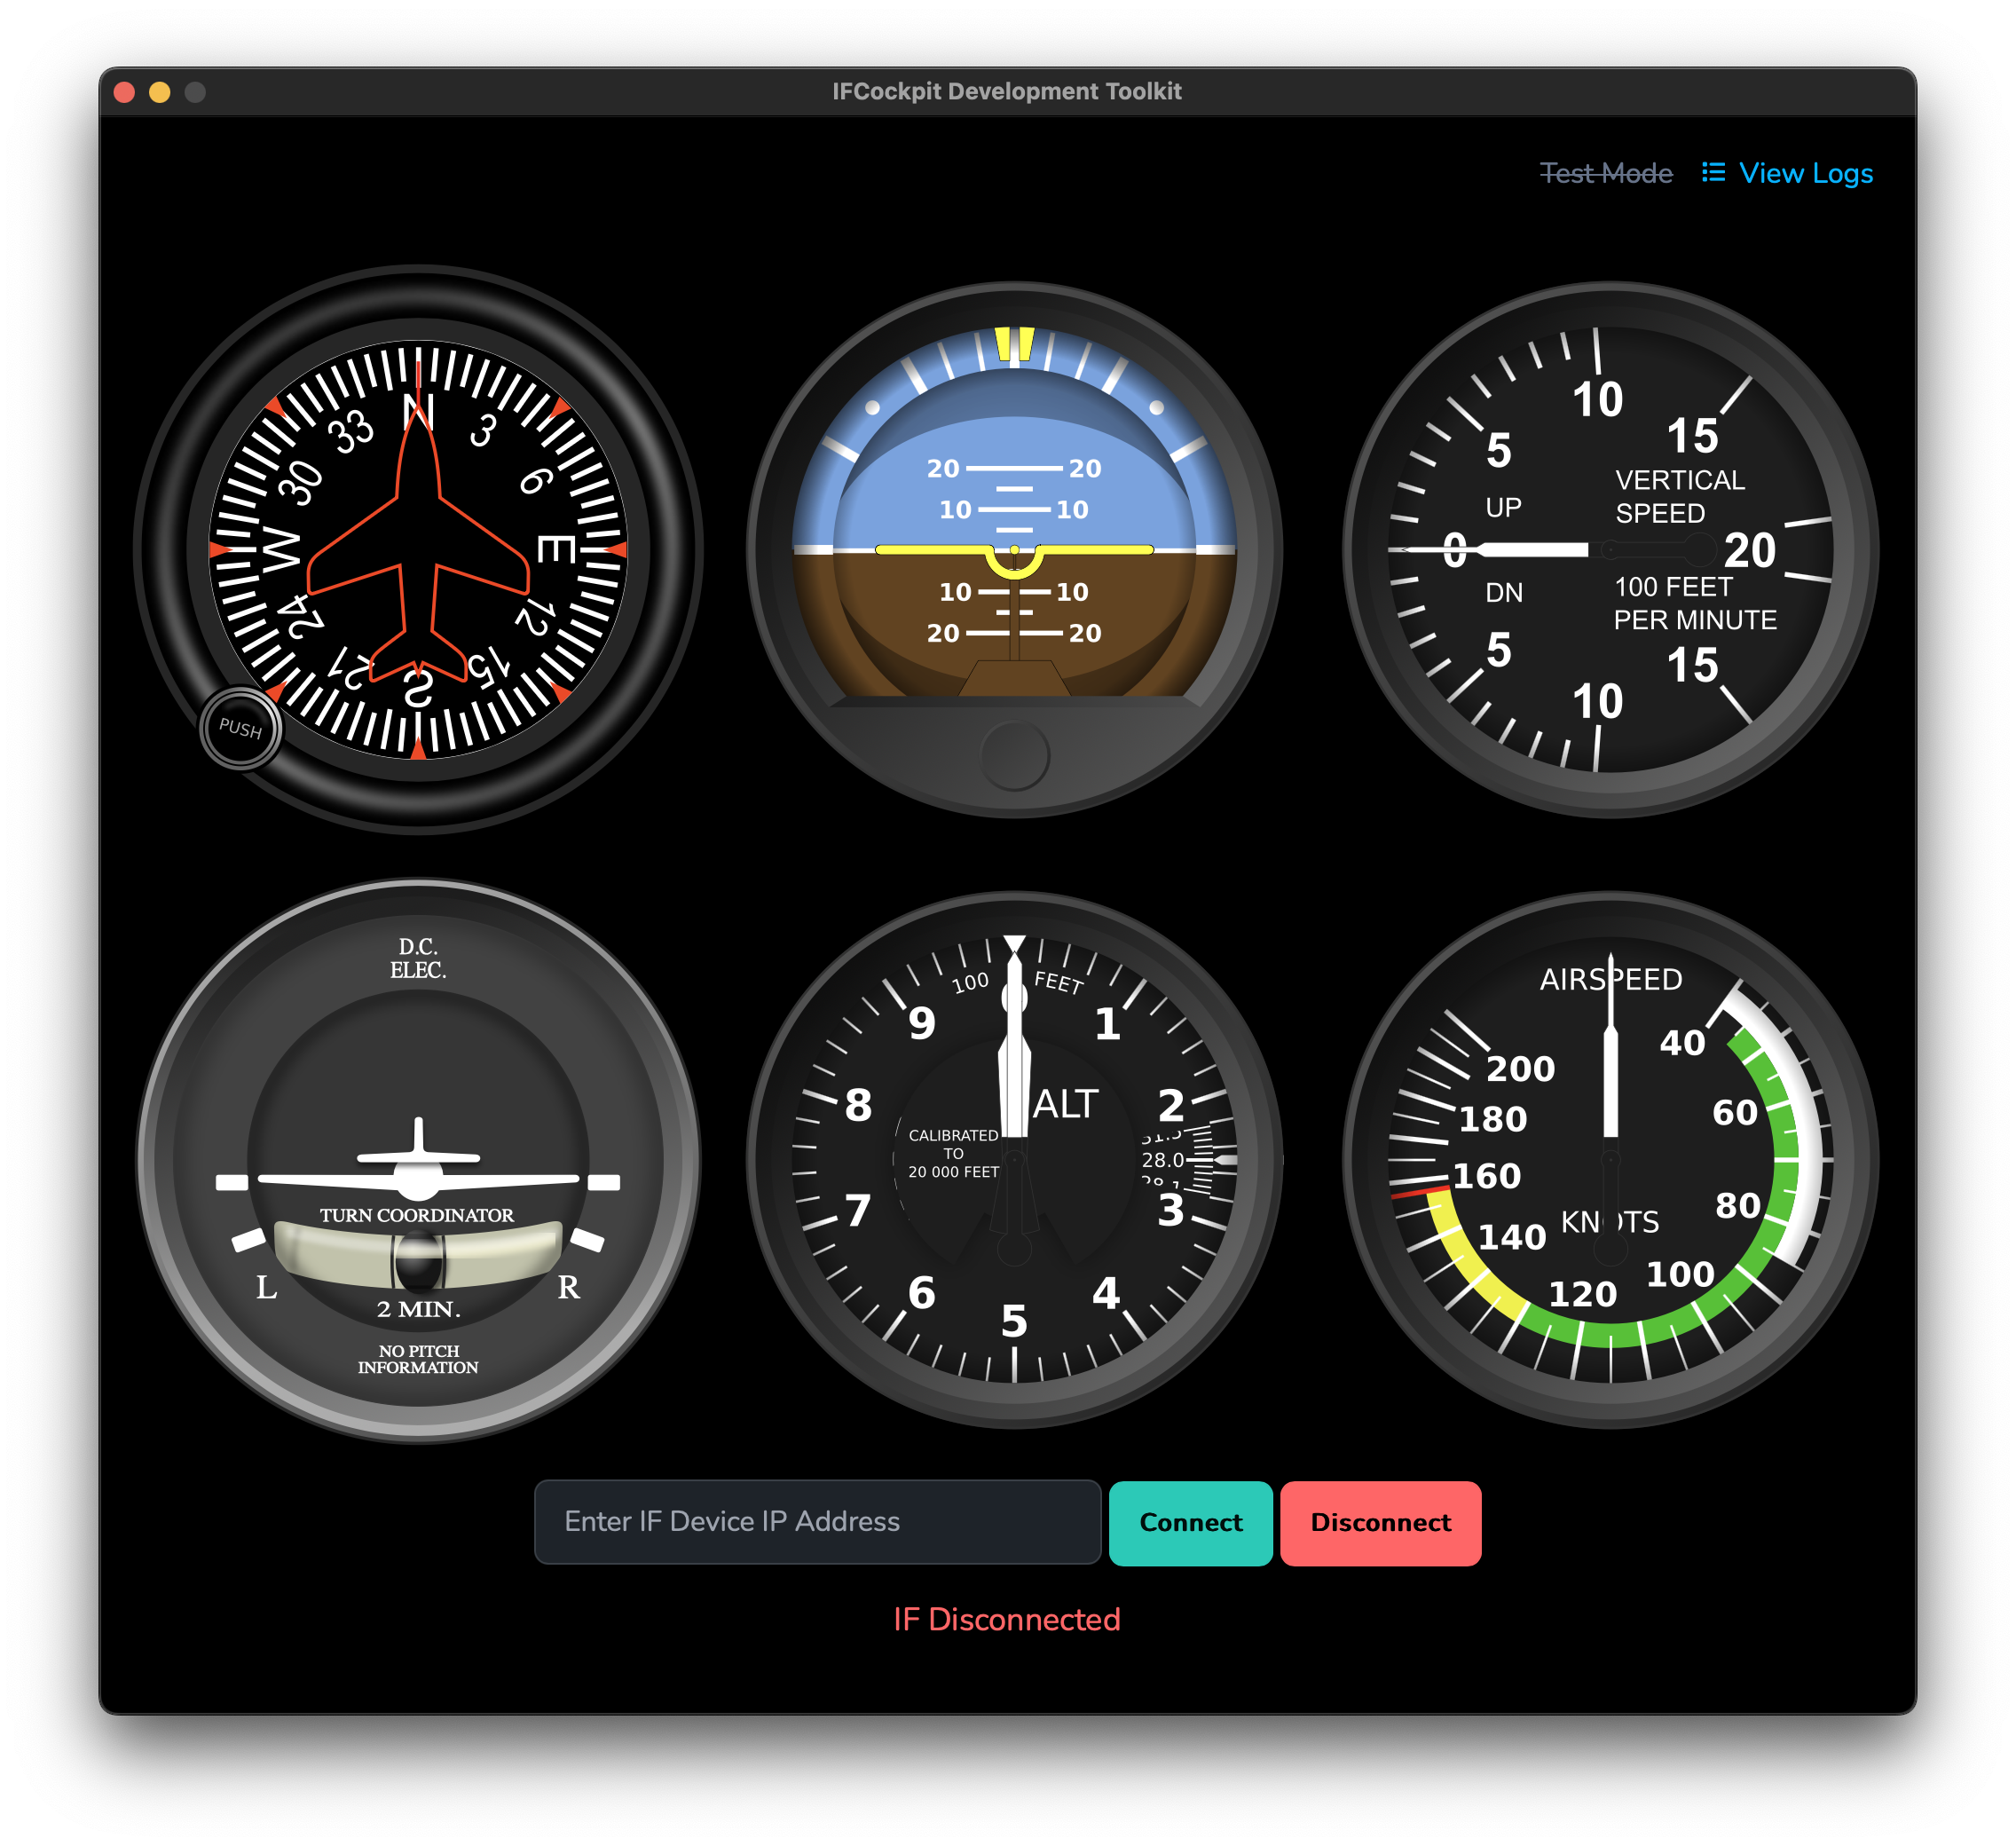 IFCockpit Development Toolkit
Test Mode
View Logs
N
3
6
E
12
15
S
21
24
W
30
33
PUSH
20 20
10 10
10 10
20 20
10
15
5
VERTICAL
SPEED
UP
0
20
DN
100 FEET
PER MINUTE
5
15
10
D.C.
ELEC.
TURN COORDINATOR
L
R
2 MIN.
NO PITCH
INFORMATION
100 FEET
0
9
1
ALT
8
2
CALIBRATED
TO
20 000 FEET
28.0
7
3
6
4
5
AIRSPEED
40
200
60
180
160
80
KNOTS
140
100
120
Enter IF Device IP Address
Connect
Disconnect
IF Disconnected